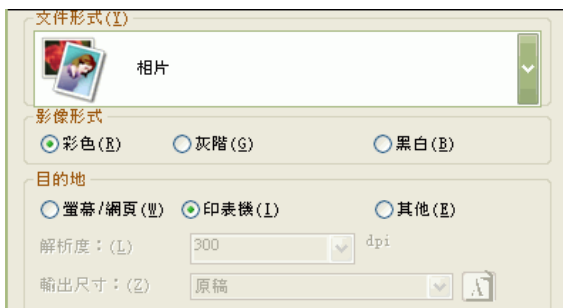 文件形式(Y)
相片
影像形式
彩色(R) 灰階(G) 黑白(B)
目的地
螢幕/網頁(W) 印表機(I) 其他(E)
解析度：(L) 300 dpi
輸出尺寸：(Z) 原稿